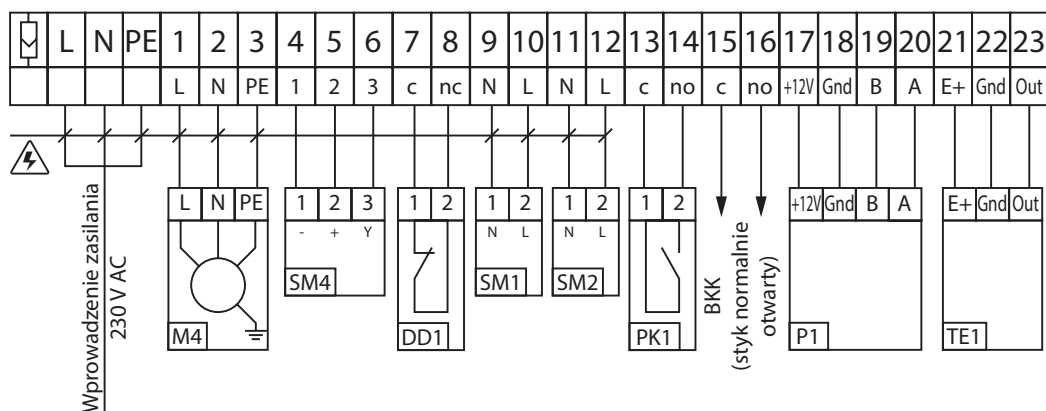 L N PE 1 2 3 4 5 6 7 8 9 10 11 12 13 14 15 16 17 18 19 20 21 22 23
L N PE 1 2 3 c nc N L N L c no c no +12V Gnd B A E+ Gnd Out
L N PE 1 2 3 1 2 1 2 1 2 1 2 +12V Gnd B A E+ Gnd Out
- + Y N L N L
M4 SM4 DD1 SM1 SM2 PK1 P1 TE1
Wprowadzenie zasilania
230 V AC
BKK
(styk normalnie
otwarty)